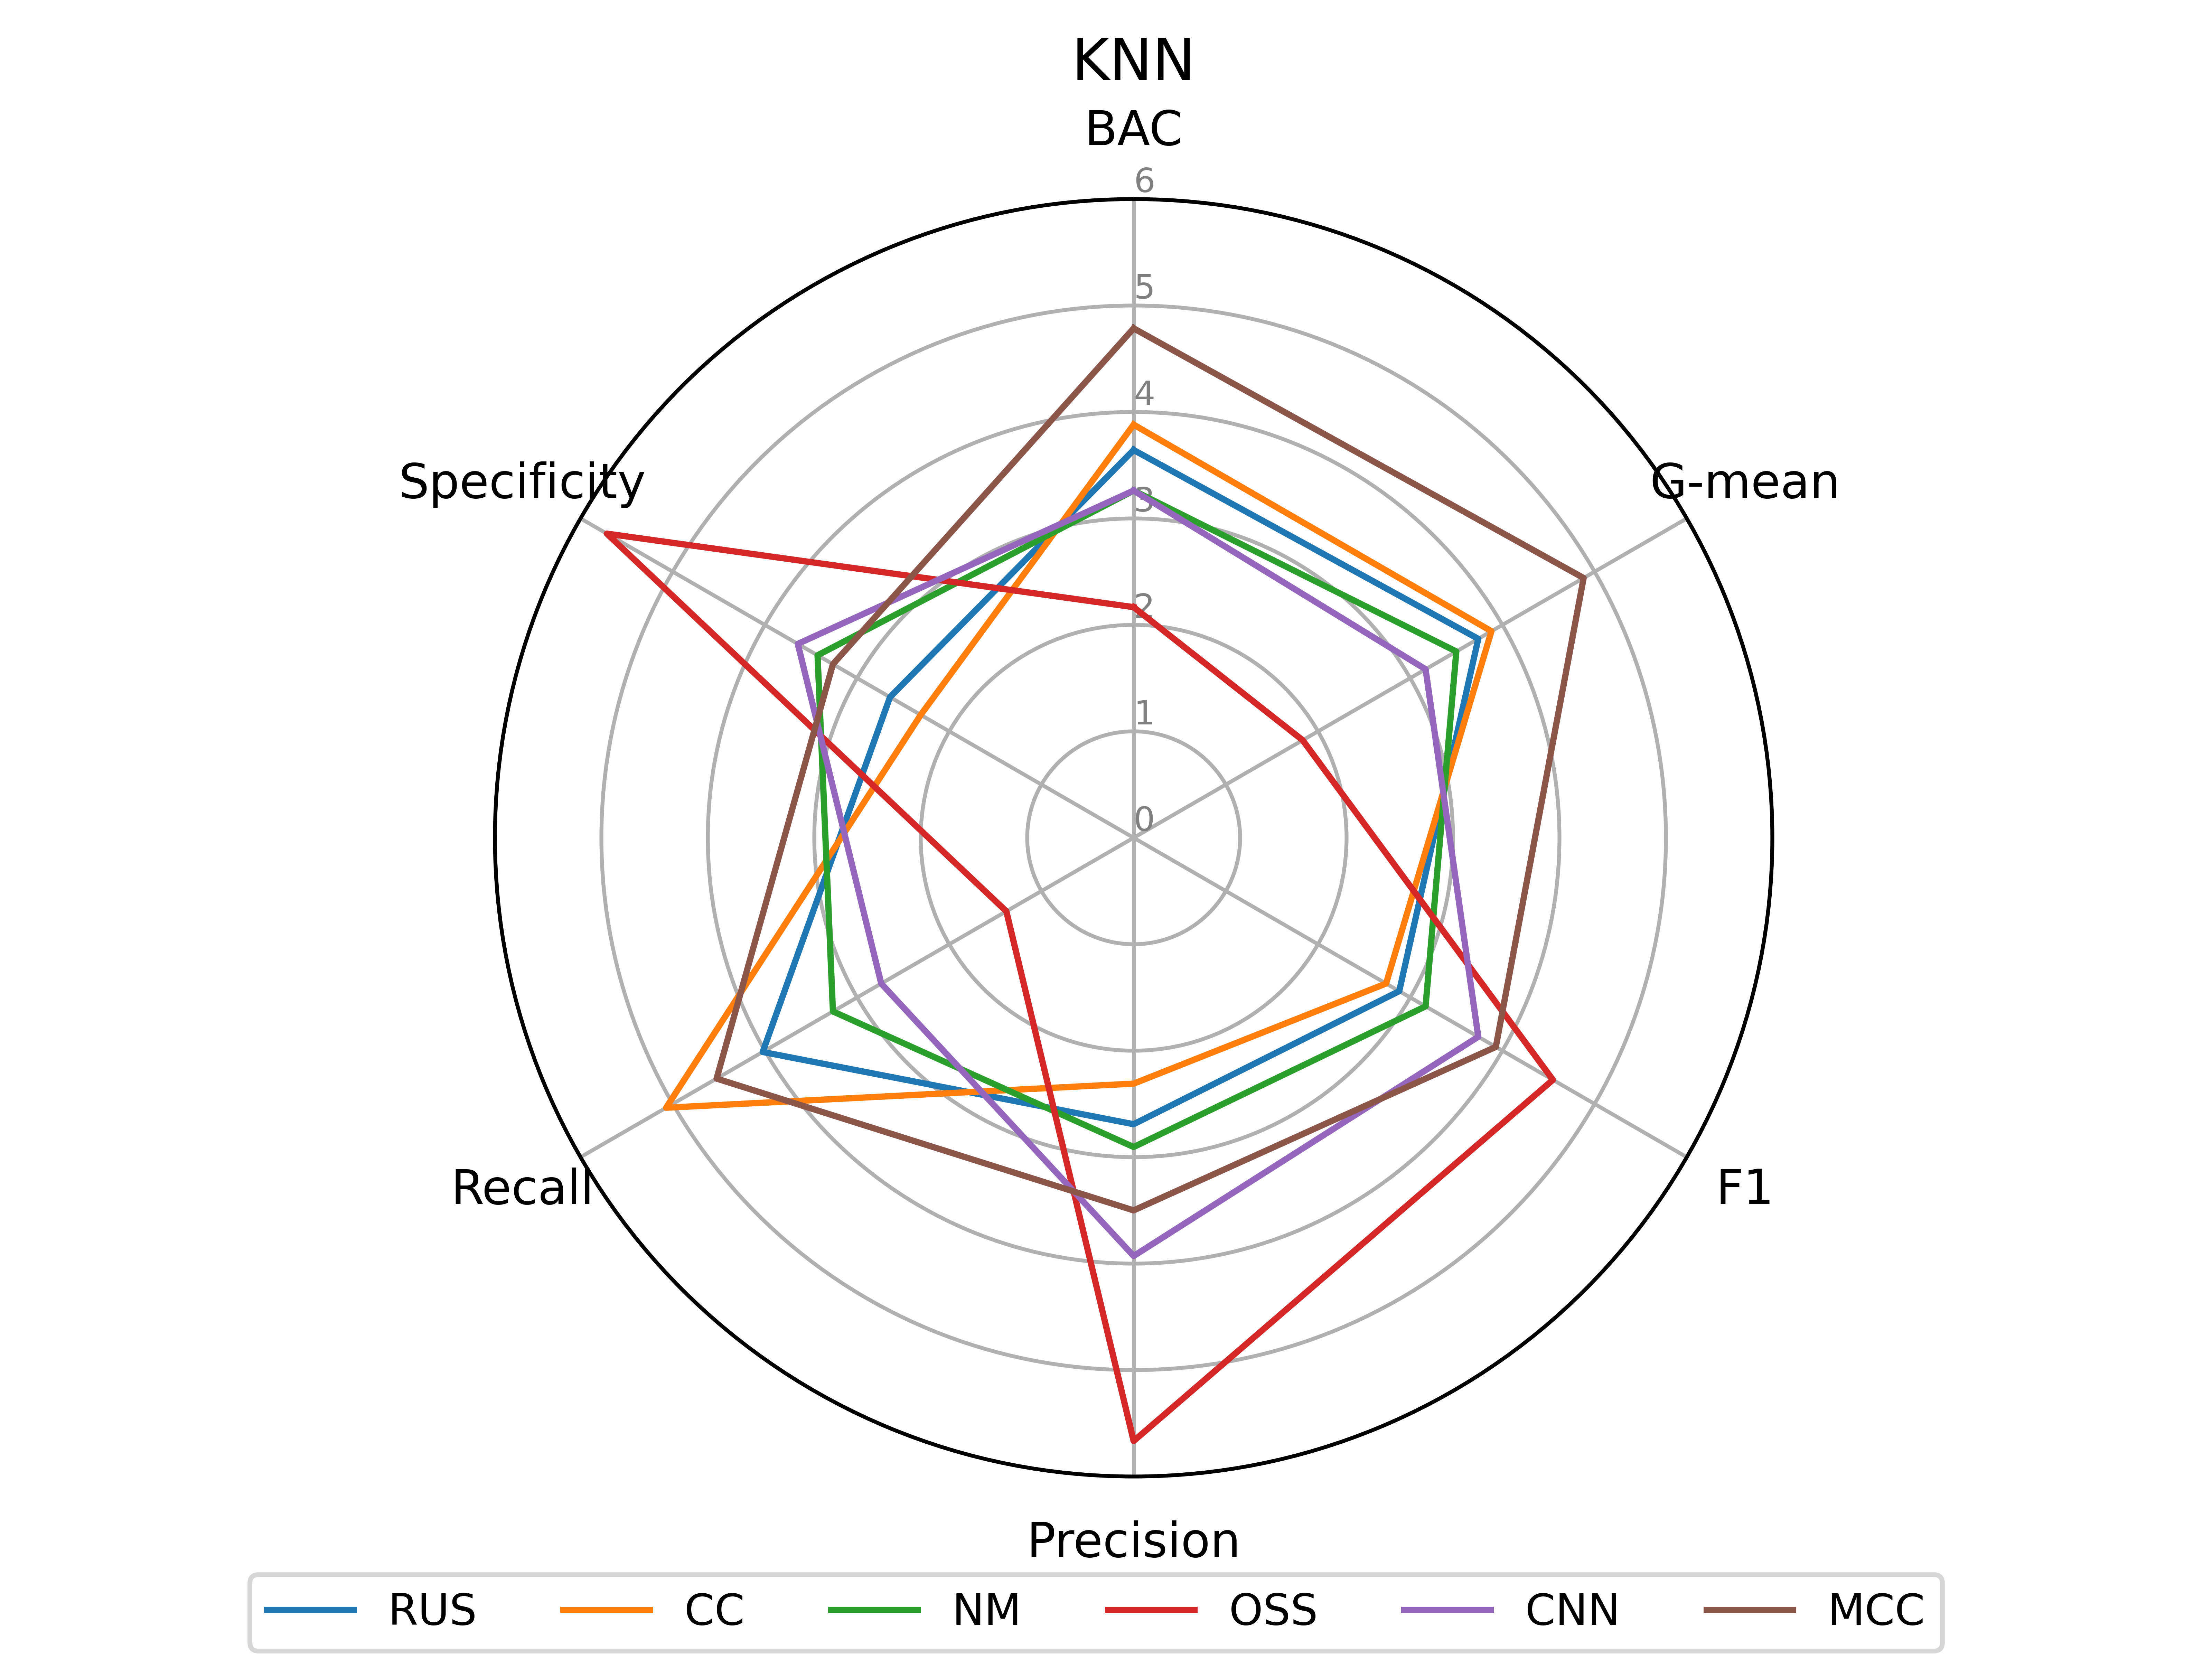 KNN
BAC
6
5
4
Specificity
G-mean
3
2
1
0
Recall
F1
Precision
RUS CC NM OSS CNN MCC